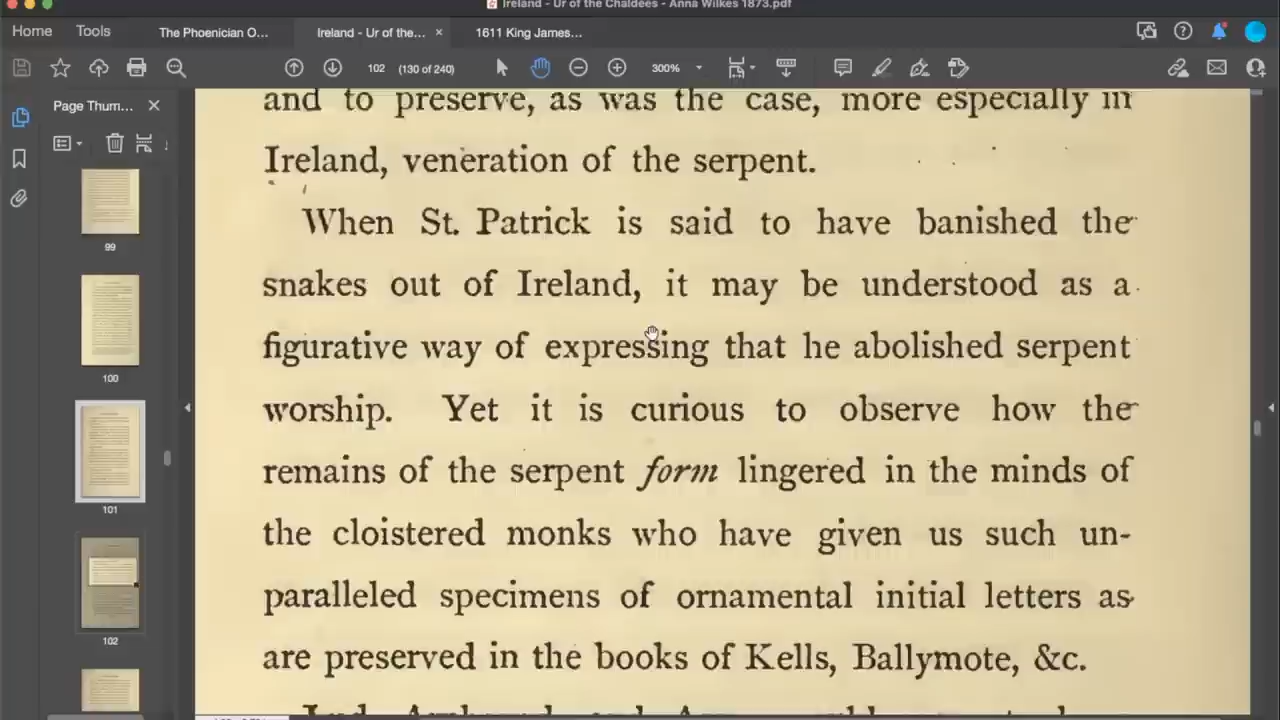 Ireland - Ur of the Chaldees - Anna Wilkes 1873.pdf
Home Tools The Phoenician O... Ireland - Ur of the... × 1611 King James...
102 (130 of 240) 300%
Page Thum... ×
99
100
101
102
and to preserve, as was the case, more especially in
Ireland, veneration of the serpent.
When St. Patrick is said to have banished the
snakes out of Ireland, it may be understood as a
figurative way of expressing that he abolished serpent
worship. Yet it is curious to observe how the
remains of the serpent form lingered in the minds of
the cloistered monks who have given us such un-
paralleled specimens of ornamental initial letters as
are preserved in the books of Kells, Ballymote, &c.